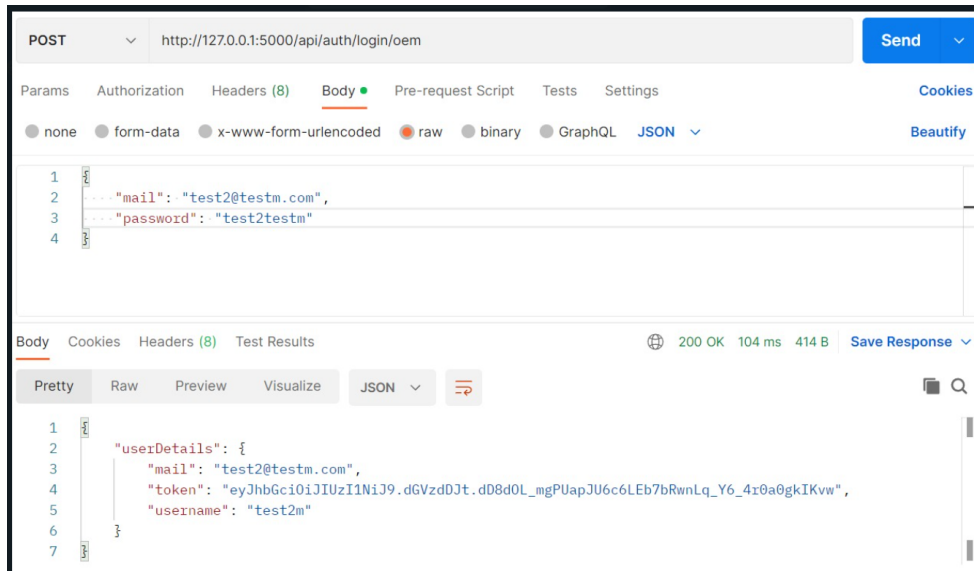 POST http://127.0.0.1:5000/api/auth/login/oem Send
Params Authorization Headers (8) Body Pre-request Script Tests Settings Cookies
none form-data x-www-form-urlencoded raw binary GraphQL JSON Beautify
1 {
2 "mail": "test2@testm.com",
3 "password": "test2testm"
4 }
Body Cookies Headers (8) Test Results 200 OK 104 ms 414 B Save Response
Pretty Raw Preview Visualize JSON
1 {
2 "userDetails": {
3 "mail": "test2@testm.com",
4 "token": "eyJhbGciOiJIUzI1NiJ9.dGVzdDJt.dD8dOL_mgPUapJU6c6LEb7bRwnLq_Y6_4r0a0gkIKvw",
5 "username": "test2m"
6 }
7 }